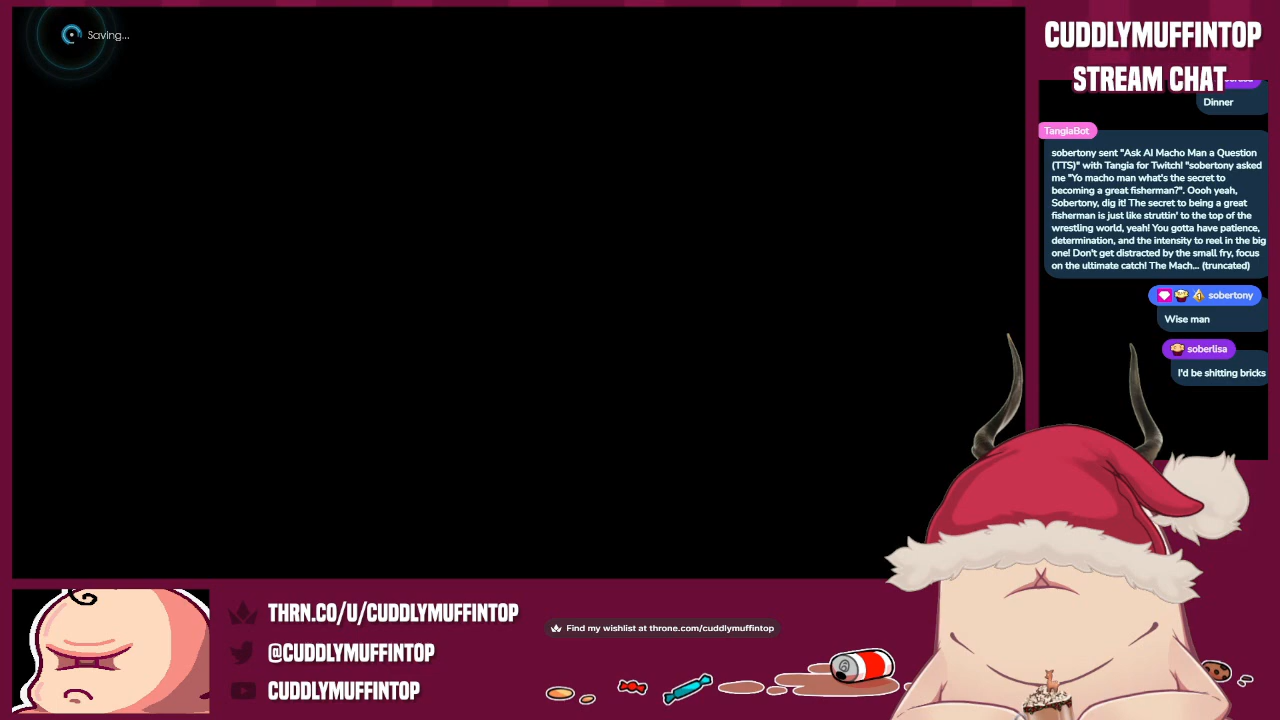 Saving...
CUDDLYMUFFINTOP
STREAM CHAT
Dinner
TangiaBot
sobertony sent "Ask AI Macho Man a Question
(TTS)" with Tangia for Twitch! "sobertony asked
me "Yo macho man what's the secret to
becoming a great fisherman?". Oooh yeah,
Sobertony, dig it! The secret to being a great
fisherman is just like struttin' to the top of the
wrestling world, yeah! You gotta have patience,
determination, and the intensity to reel in the big
one! Don't get distracted by the small fry, focus
on the ultimate catch! The Mach... (truncated)
sobertony
Wise man
soberlisa
I'd be shitting bricks
THRN.CO/U/CUDDLYMUFFINTOP
@CUDDLYMUFFINTOP
CUDDLYMUFFINTOP
Find my wishlist at throne.com/cuddlymuffintop